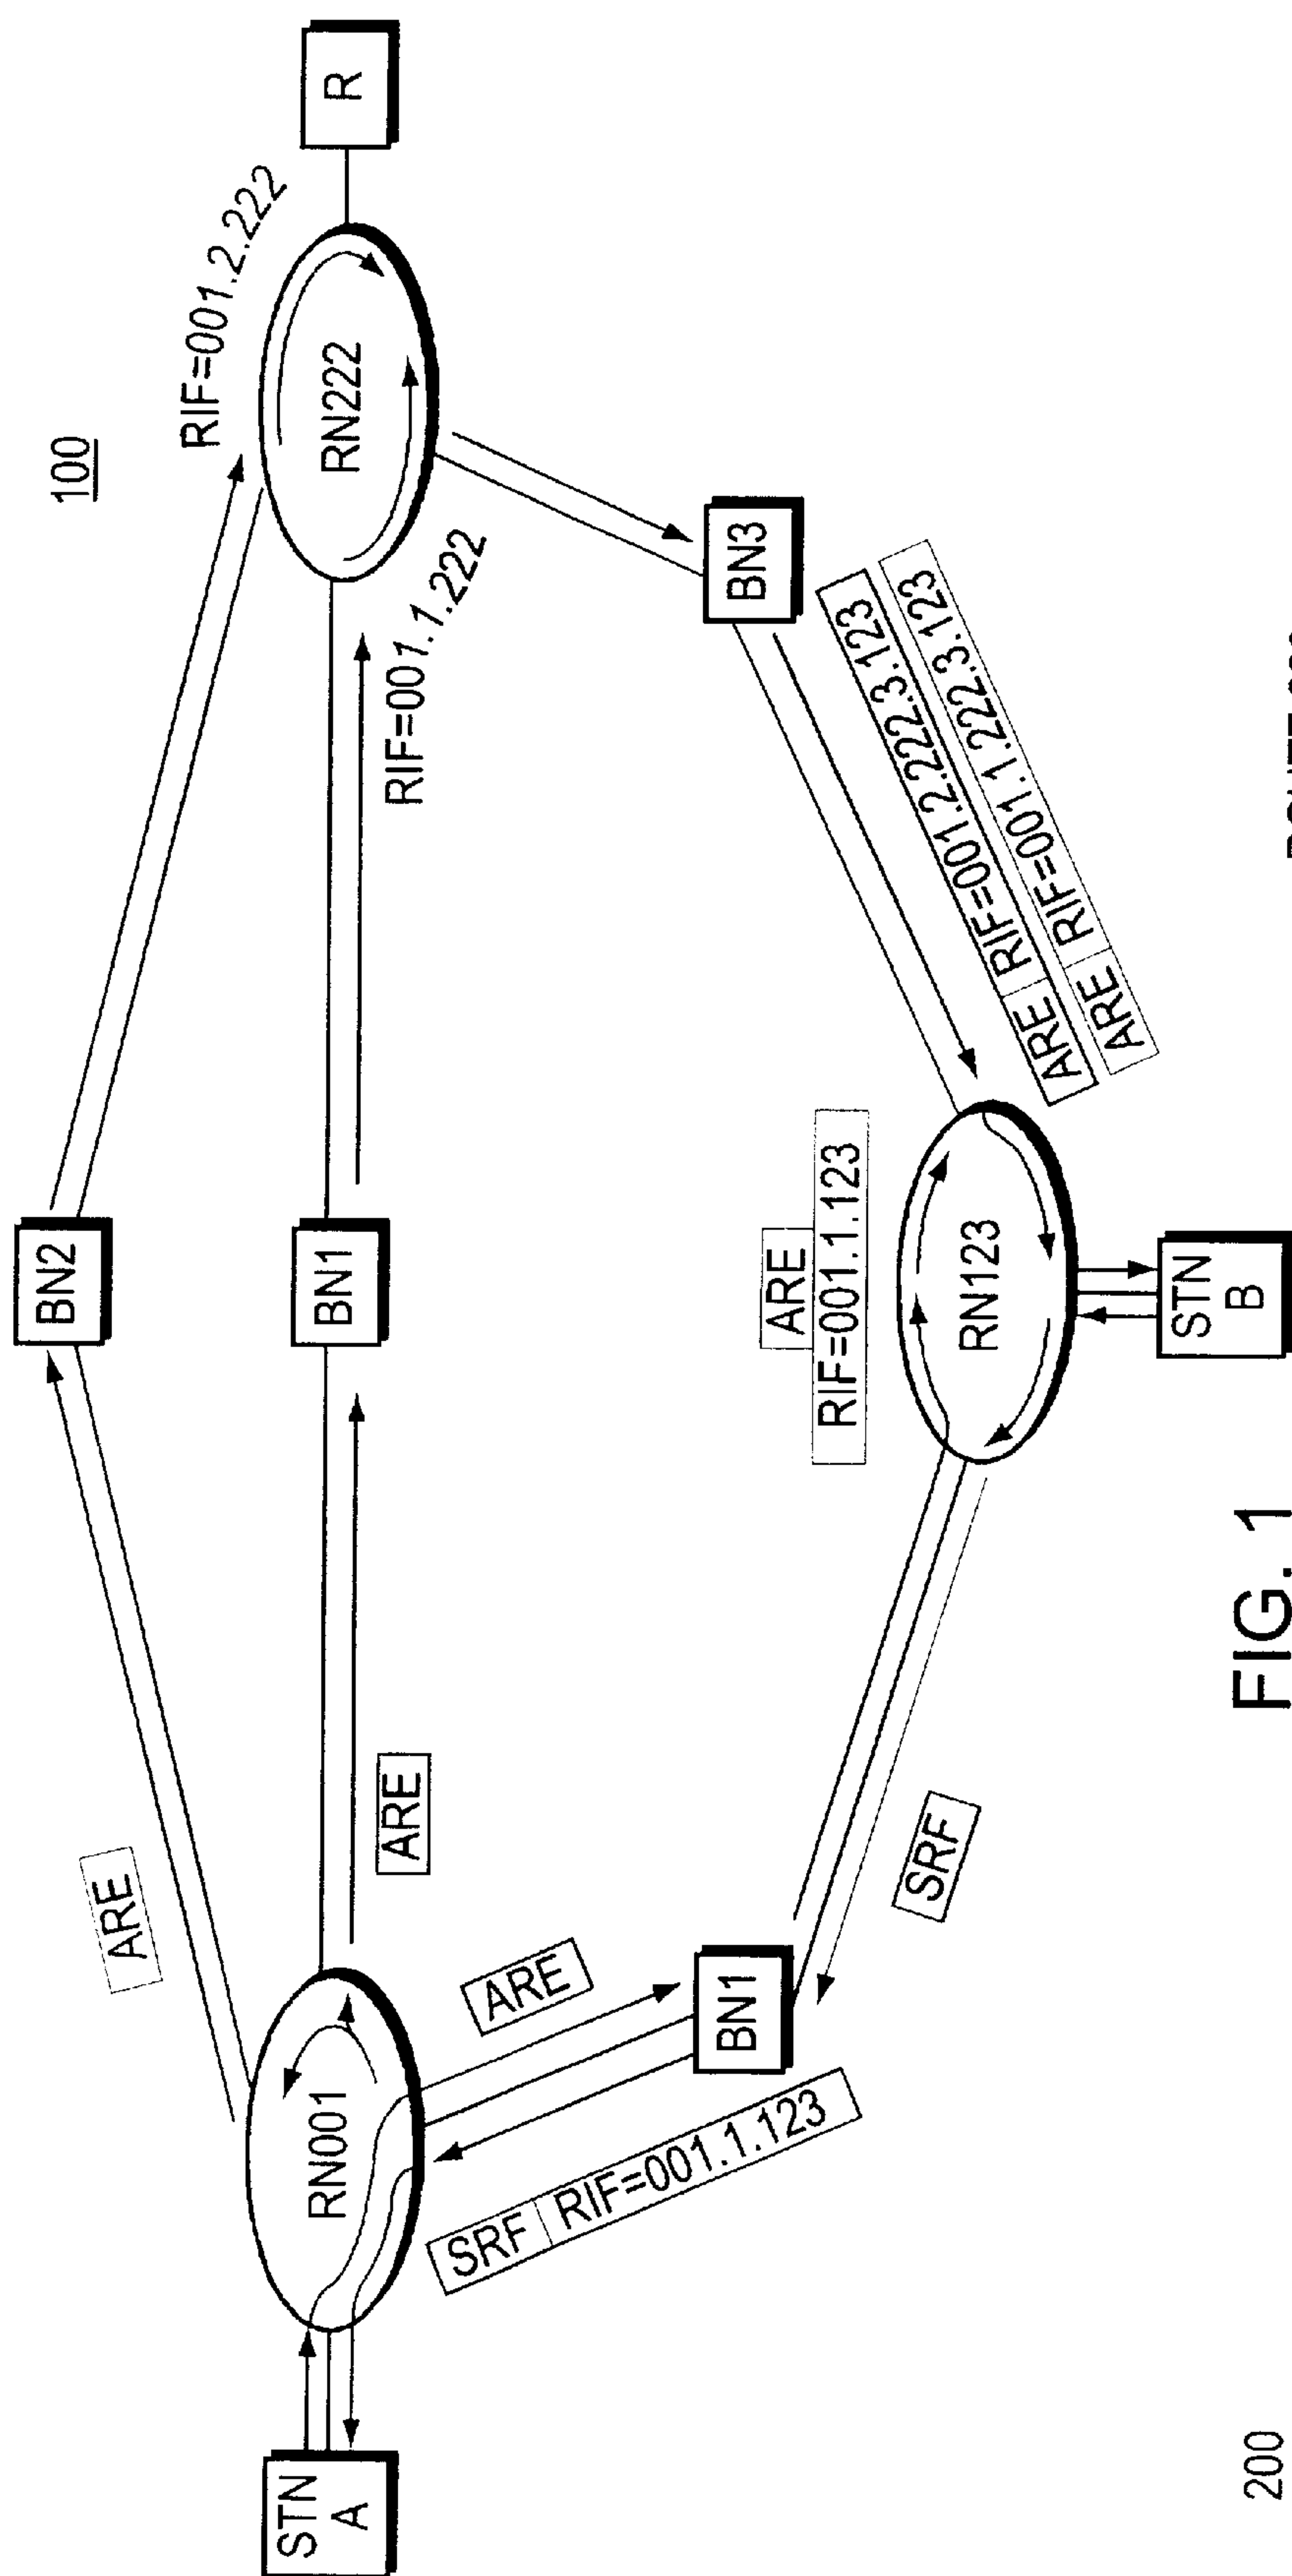 100
BN2
RIF=001.2.222
R
RN222
ARE
BN1
RIF=001.1.222
ARE
STN
A
RN001
ARE
BN3
ARE RIF=001.2.222.3.123
ARE RIF=001.1.222.3.123
SRF RIF=001.1.123
BN1
ARE
RIF=001.1.123
RN123
SRF
STN
B
FIG. 1
200